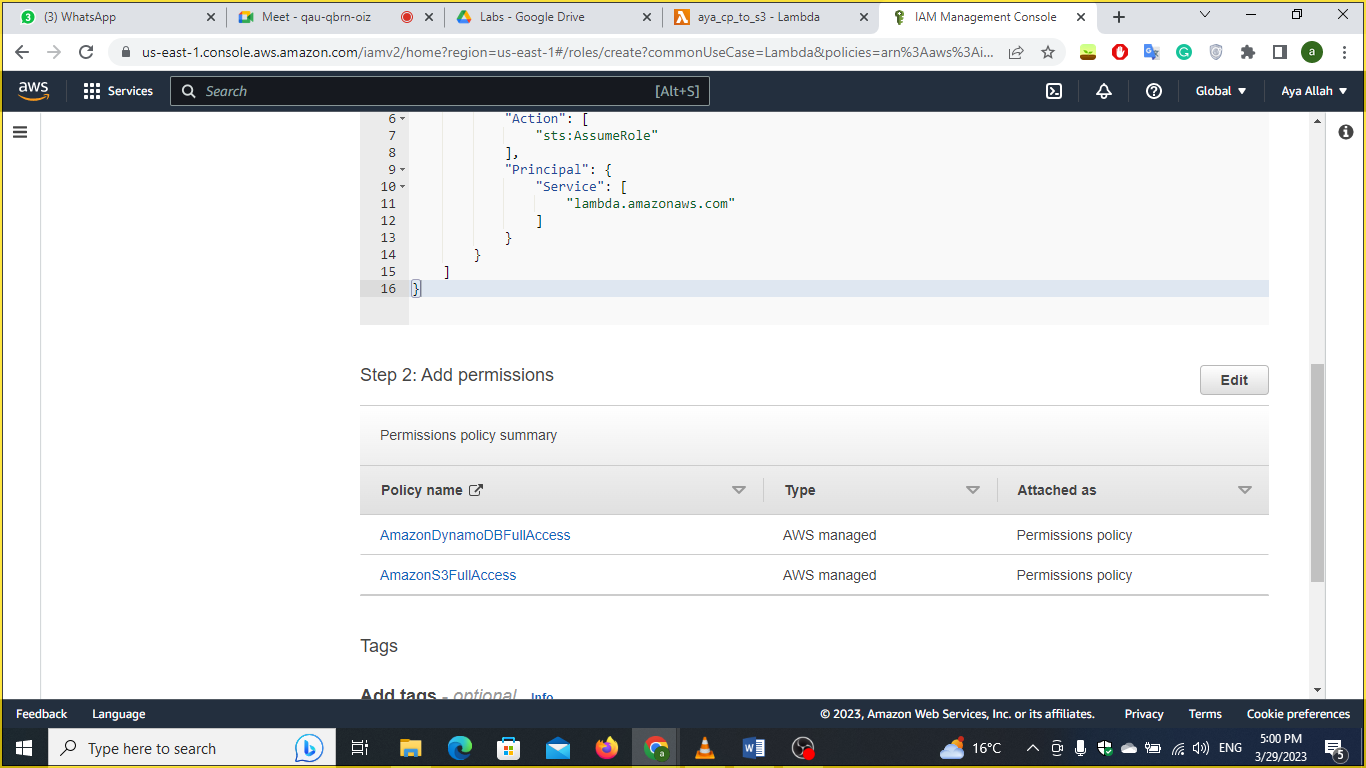 (3) WhatsApp
Meet - qau-qbrn-oiz
Labs - Google Drive
aya_cp_to_s3 - Lambda
IAM Management Console
us-east-1.console.aws.amazon.com/iamv2/home?region=us-east-1#/roles/create?commonUseCase=Lambda&policies=arn%3Aaws%3Ai...
a
aws
Services
Search
[Alt+S]
Global
Aya Allah
6 "Action": [
7 "sts:AssumeRole"
8 ],
9 "Principal": {
10 "Service": [
11 "lambda.amazonaws.com"
12 ]
13 }
14 }
15 ]
16 }
Step 2: Add permissions
Edit
Permissions policy summary
Policy name Type Attached as
AmazonDynamoDBFullAccess AWS managed Permissions policy
AmazonS3FullAccess AWS managed Permissions policy
Tags
Add tags - optional Info
Feedback Language © 2023, Amazon Web Services, Inc. or its affiliates. Privacy Terms Cookie preferences
Type here to search
16°C
ENG
5:00 PM
3/29/2023
5